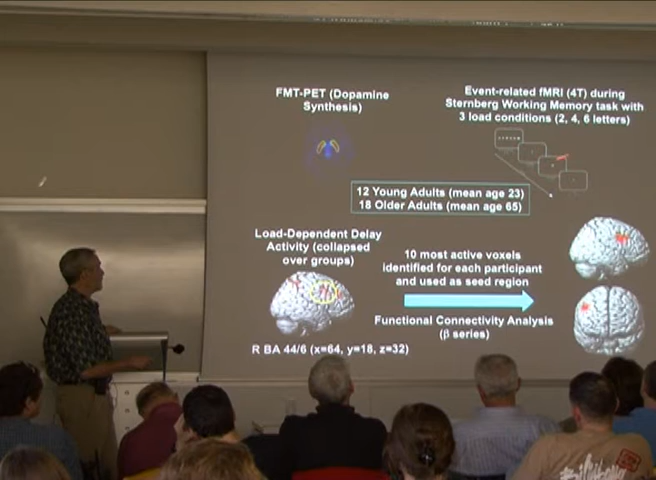 FMT-PET (Dopamine
Synthesis)
Event-related fMRI (4T) during
Sternberg Working Memory task with
3 load conditions (2, 4, 6 letters)
12 Young Adults (mean age 23)
18 Older Adults (mean age 65)
Load-Dependent Delay
Activity (collapsed
over groups)
R BA 44/6 (x=64, y=18, z=32)
10 most active voxels
identified for each participant
and used as seed region
Functional Connectivity Analysis
(β series)